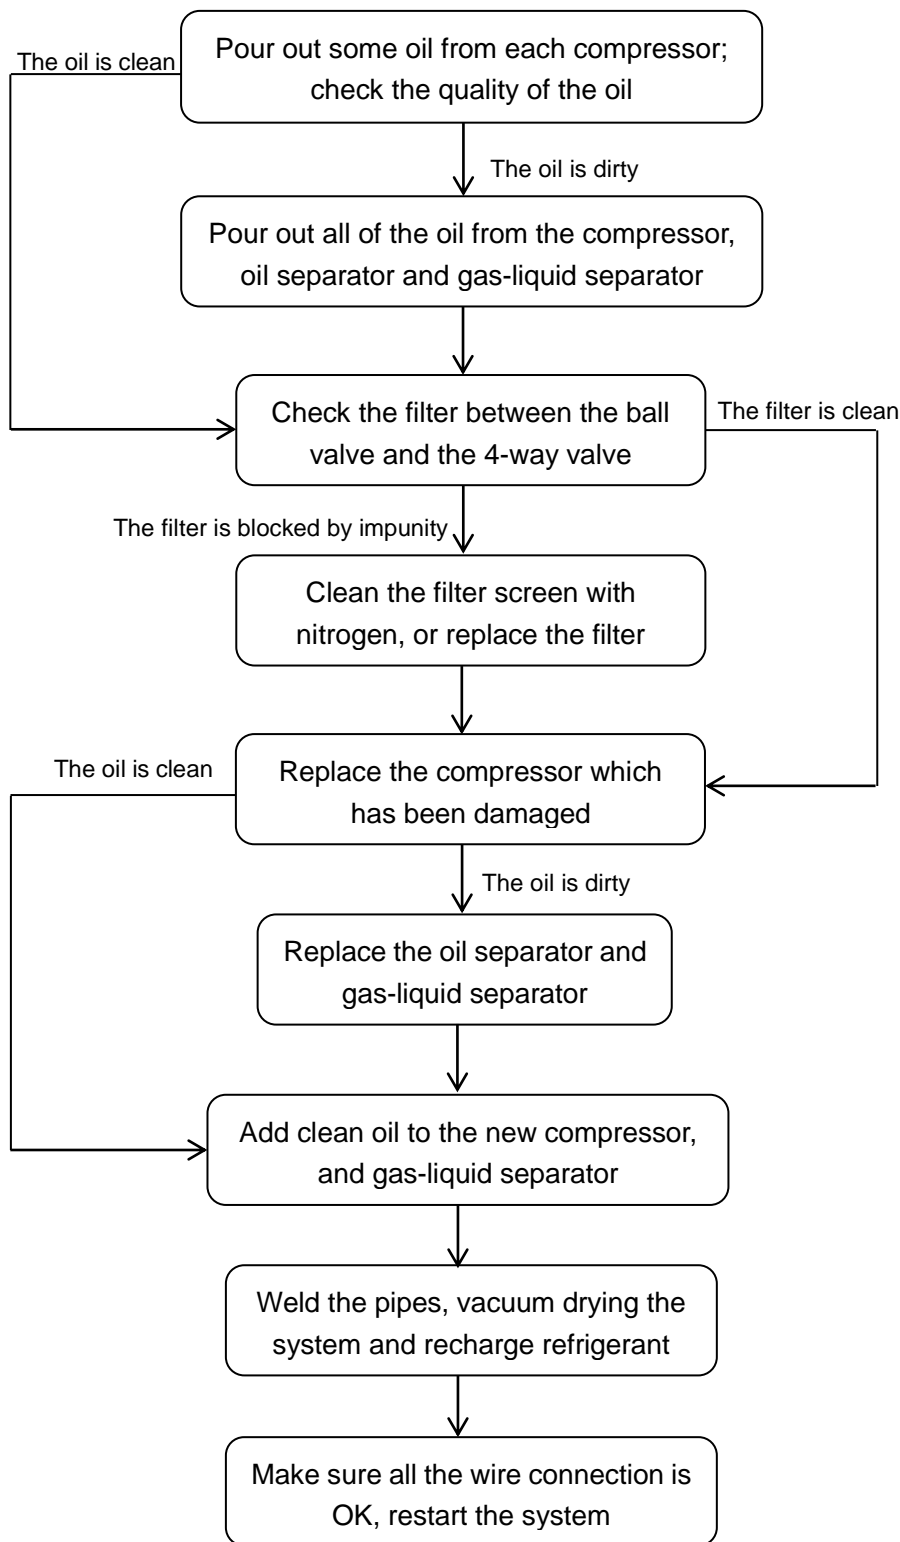 Pour out some oil from each compressor;
check the quality of the oil
The oil is clean
The oil is dirty
Pour out all of the oil from the compressor,
oil separator and gas-liquid separator
Check the filter between the ball
valve and the 4-way valve
The filter is clean
The filter is blocked by impunity
Clean the filter screen with
nitrogen, or replace the filter
Replace the compressor which
has been damaged
The oil is clean
The oil is dirty
Replace the oil separator and
gas-liquid separator
Add clean oil to the new compressor,
and gas-liquid separator
Weld the pipes, vacuum drying the
system and recharge refrigerant
Make sure all the wire connection is
OK, restart the system